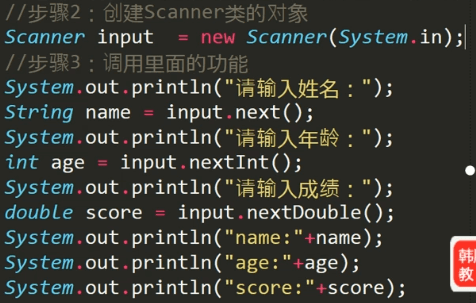 //步骤2：创建Scanner类的对象
Scanner input  = new Scanner(System.in);
//步骤3：调用里面的功能
System.out.println("请输入姓名：");
String name = input.next();
System.out.println("请输入年龄：");
int age = input.nextInt();
System.out.println("请输入成绩：");
double score = input.nextDouble();
System.out.println("name:"+name);
System.out.println("age:"+age);
System.out.println("score:"+score);
韩
教